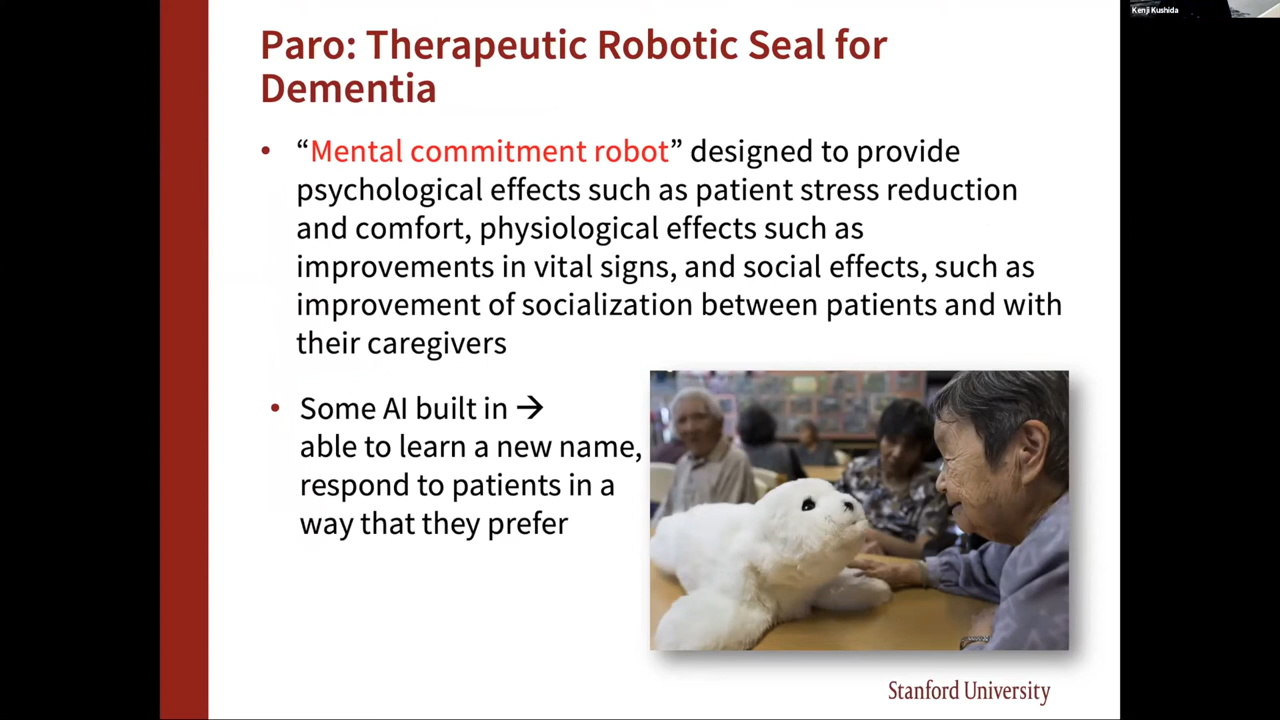 Kenji Kushida
Paro: Therapeutic Robotic Seal for
Dementia
• “Mental commitment robot” designed to provide
psychological effects such as patient stress reduction
and comfort, physiological effects such as
improvements in vital signs, and social effects, such as
improvement of socialization between patients and with
their caregivers
• Some AI built in →
able to learn a new name,
respond to patients in a
way that they prefer
Stanford University